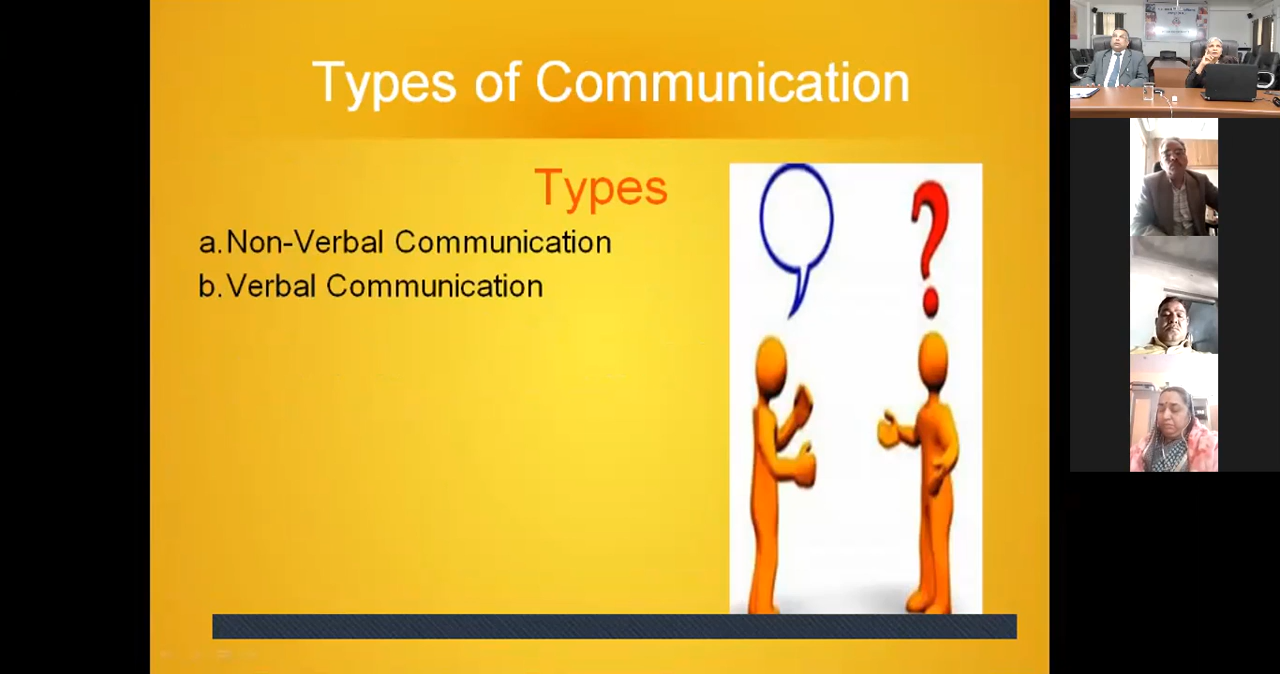 Types of Communication
Types
a.Non-Verbal Communication
b.Verbal Communication